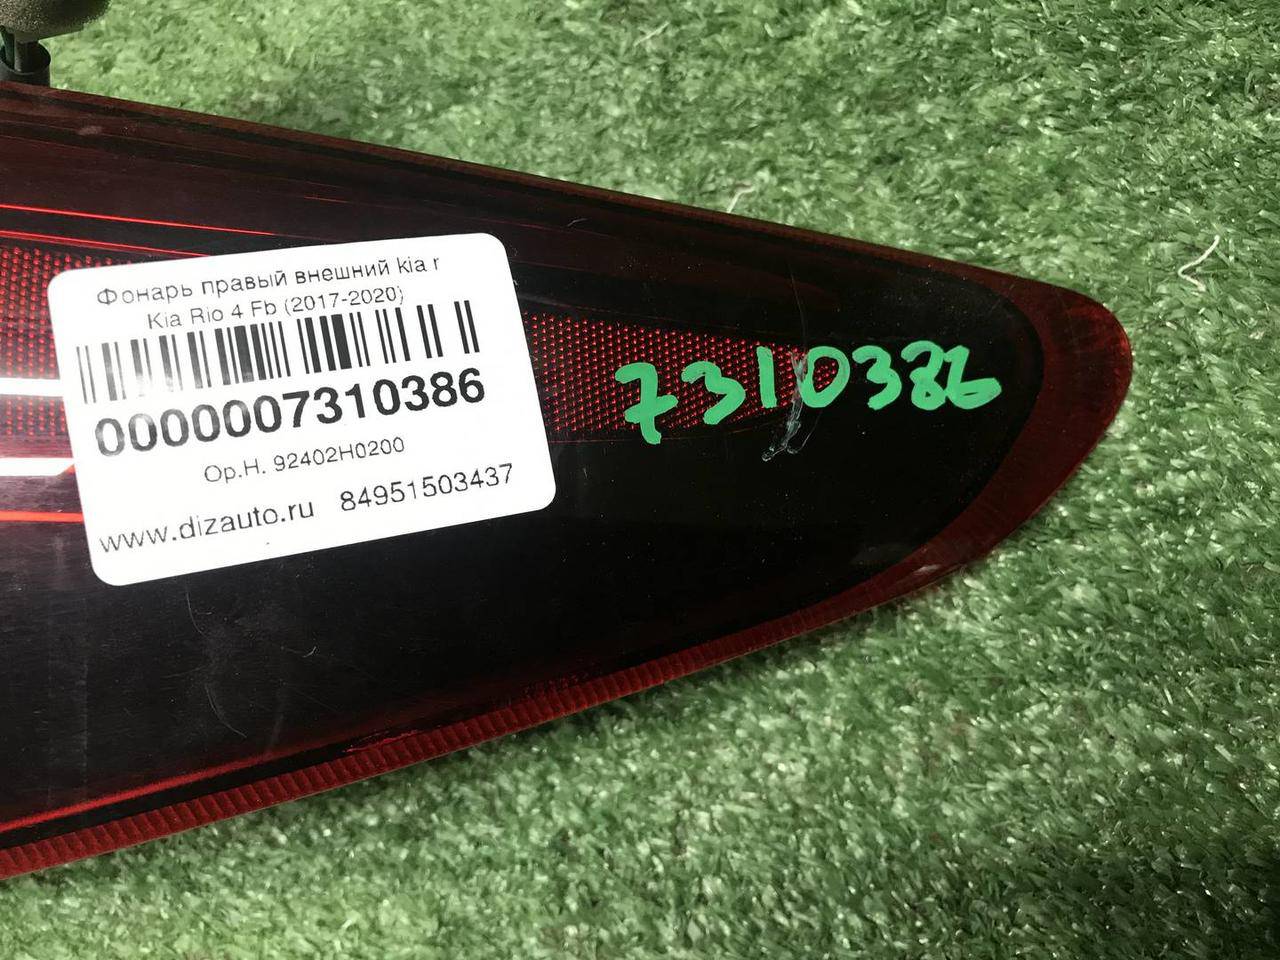 Фонарь правый внешний kia r
Kia Rio 4 Fb (2017-2020)
0000007310386
Ор.Н. 92402H0200
www.dizauto.ru 84951503437
7310386